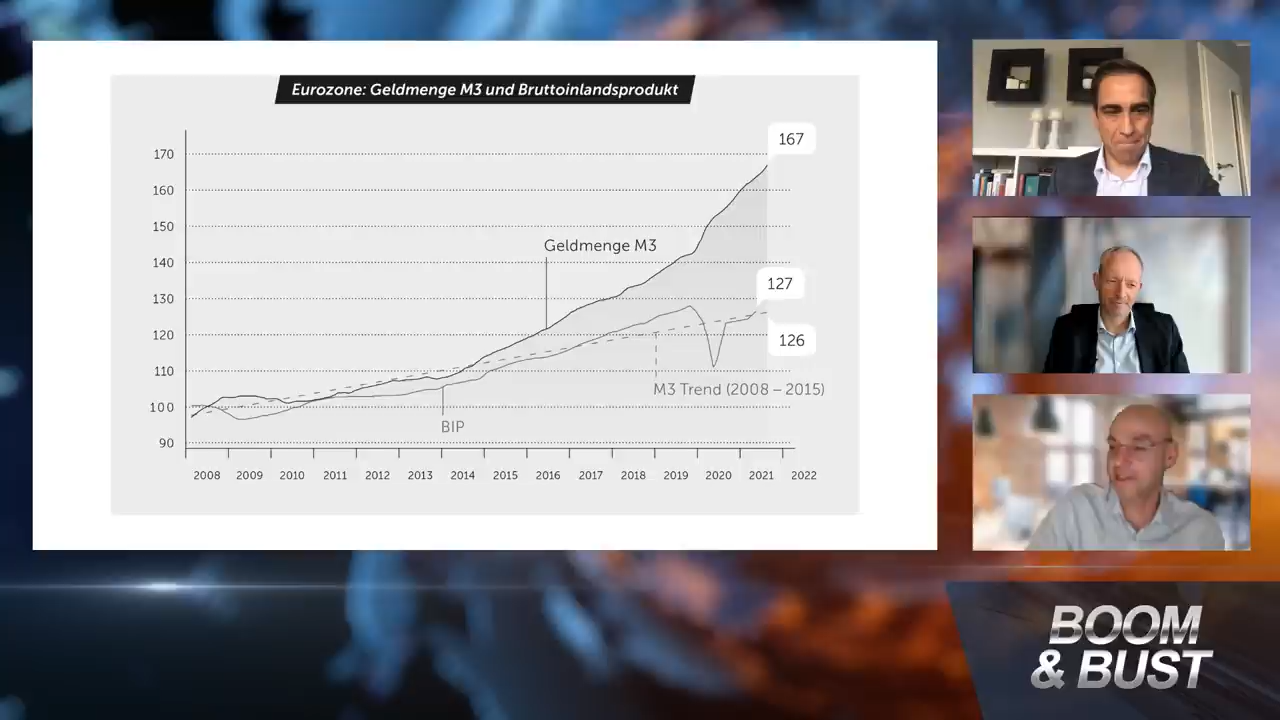 Eurozone: Geldmenge M3 und Bruttoinlandsprodukt
170
160
150
140
130
120
110
100
90
167
Geldmenge M3
127
126
M3 Trend (2008 – 2015)
BIP
2008 2009 2010 2011 2012 2013 2014 2015 2016 2017 2018 2019 2020 2021 2022
BOOM
& BUST